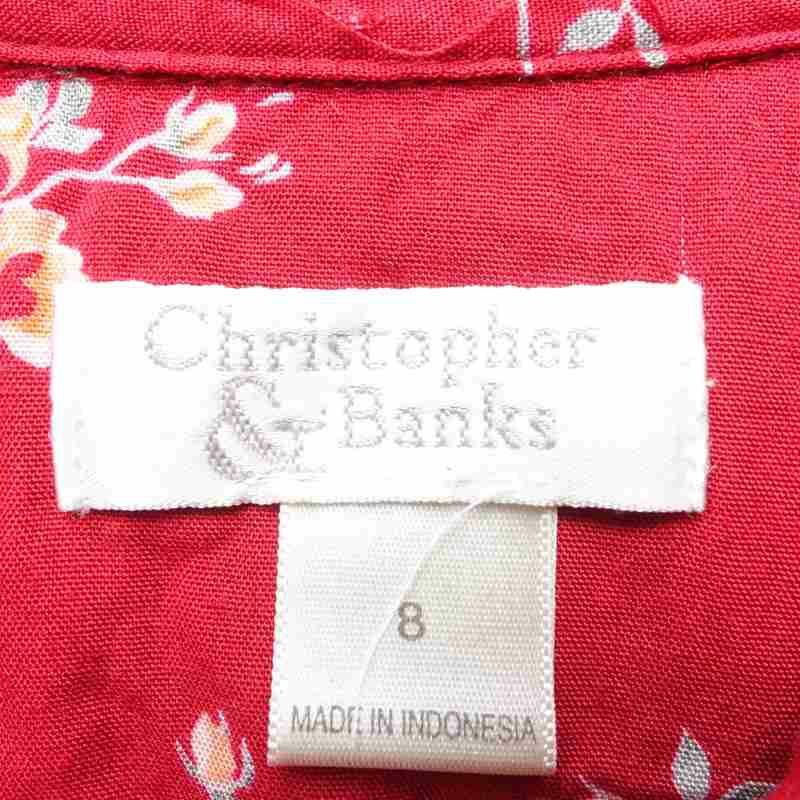 Christopher
& Banks
8
MADE IN INDONESIA